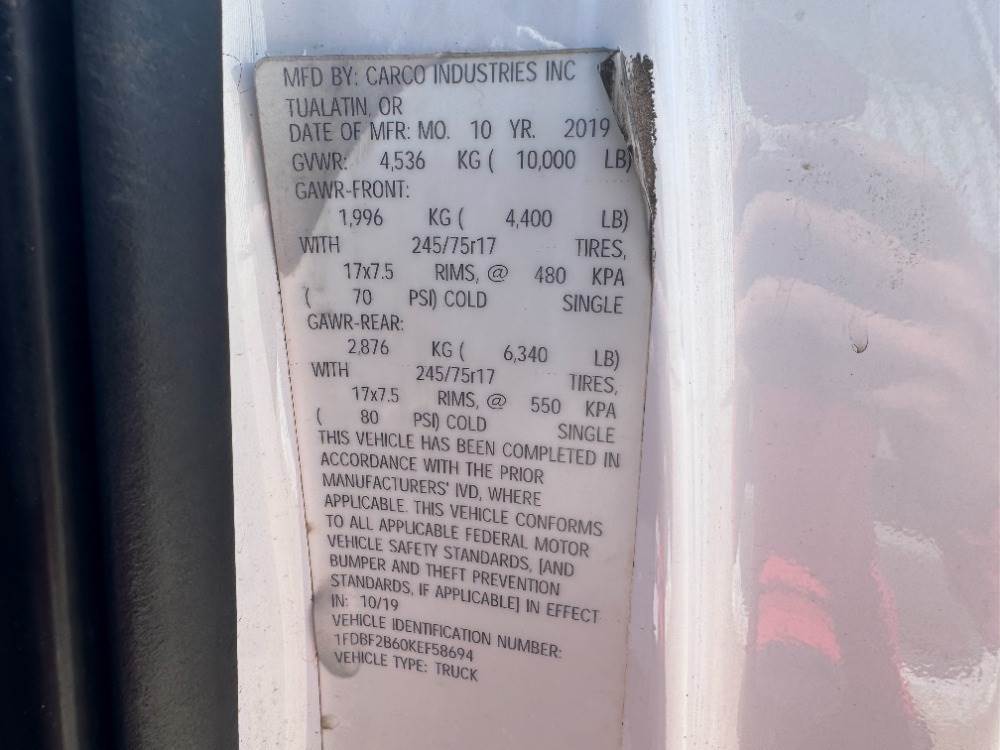 MFD BY: CARCO INDUSTRIES INC
TUALATIN, OR
DATE OF MFR: MO. 10 YR. 2019
GVWR: 4,536 KG ( 10,000 LB)
GAWR-FRONT:
1,996 KG ( 4,400 LB)
WITH 245/75r17 TIRES,
17x7.5 RIMS, @ 480 KPA
( 70 PSI) COLD SINGLE
GAWR-REAR:
2,876 KG ( 6,340 LB)
WITH 245/75r17 TIRES,
17x7.5 RIMS, @ 550 KPA
( 80 PSI) COLD SINGLE
THIS VEHICLE HAS BEEN COMPLETED IN
ACCORDANCE WITH THE PRIOR
MANUFACTURERS' IVD, WHERE
APPLICABLE. THIS VEHICLE CONFORMS
TO ALL APPLICABLE FEDERAL MOTOR
VEHICLE SAFETY STANDARDS, [AND
BUMPER AND THEFT PREVENTION
STANDARDS, IF APPLICABLE] IN EFFECT
IN: 10/19
VEHICLE IDENTIFICATION NUMBER:
1FDBF2B60KEF58694
VEHICLE TYPE: TRUCK